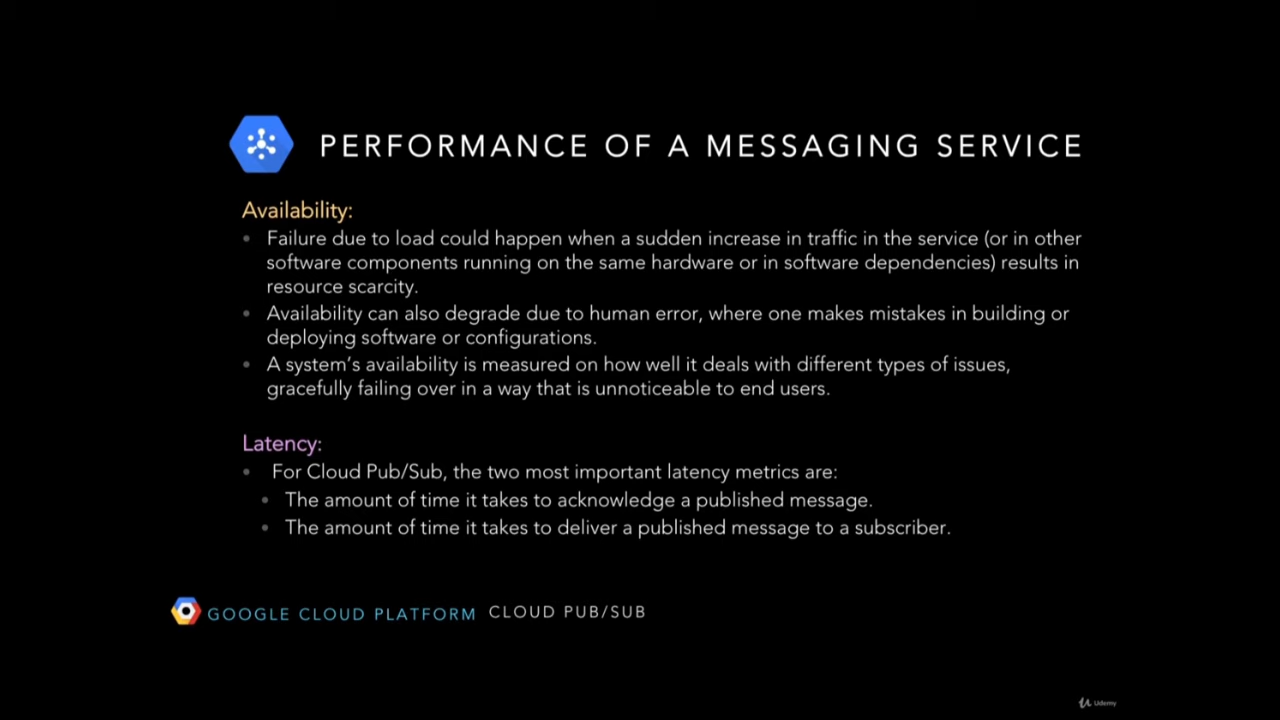 PERFORMANCE OF A MESSAGING SERVICE
Availability:
• Failure due to load could happen when a sudden increase in traffic in the service (or in other
software components running on the same hardware or in software dependencies) results in
resource scarcity.
• Availability can also degrade due to human error, where one makes mistakes in building or
deploying software or configurations.
• A system’s availability is measured on how well it deals with different types of issues,
gracefully failing over in a way that is unnoticeable to end users.
Latency:
• For Cloud Pub/Sub, the two most important latency metrics are:
• The amount of time it takes to acknowledge a published message.
• The amount of time it takes to deliver a published message to a subscriber.
GOOGLE CLOUD PLATFORM CLOUD PUB/SUB
Udemy